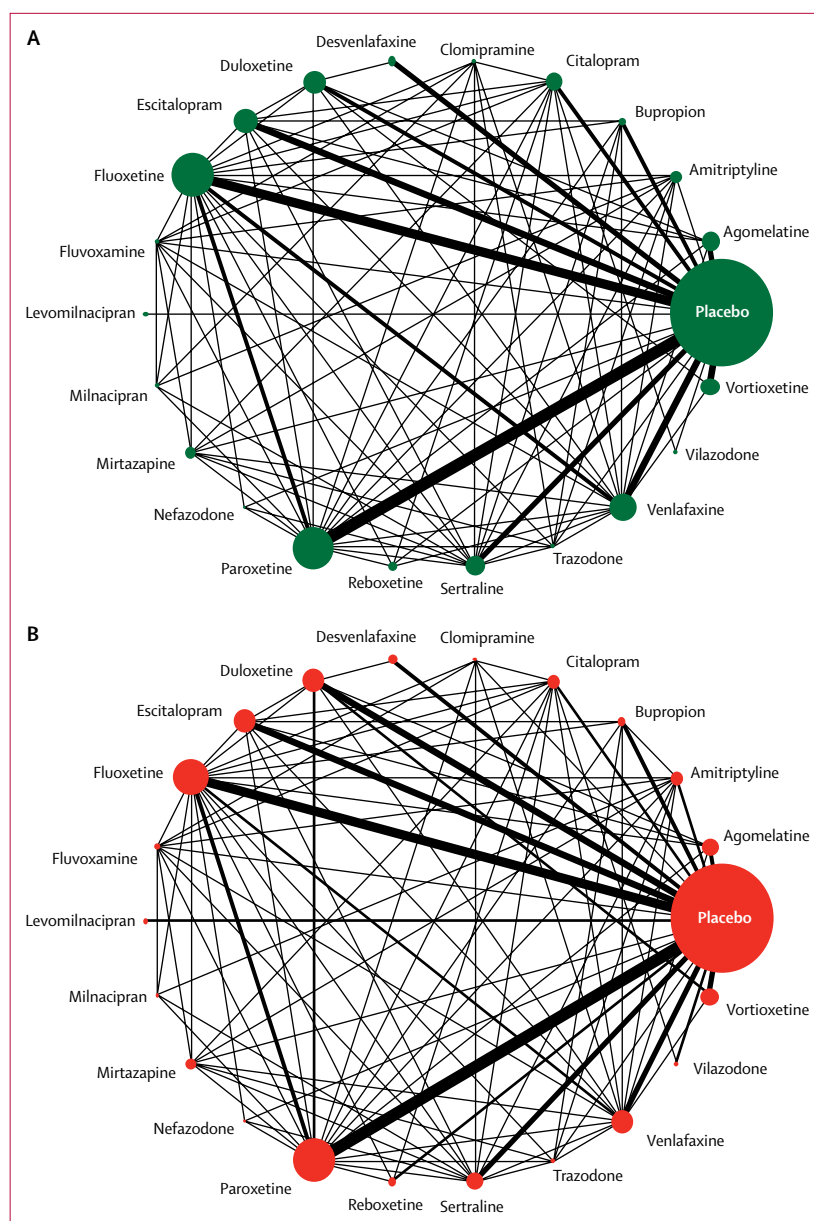 A
Desvenlafaxine
Clomipramine
Duloxetine
Citalopram
Escitalopram
Bupropion
Fluoxetine
Amitriptyline
Agomelatine
Fluvoxamine
Levomilnacipran
Placebo
Milnacipran
Vortioxetine
Mirtazapine
Vilazodone
Nefazodone
Venlafaxine
Paroxetine
Reboxetine
Sertraline
Trazodone
B
Desvenlafaxine
Clomipramine
Duloxetine
Citalopram
Escitalopram
Bupropion
Fluoxetine
Amitriptyline
Agomelatine
Fluvoxamine
Levomilnacipran
Placebo
Milnacipran
Vortioxetine
Mirtazapine
Vilazodone
Nefazodone
Venlafaxine
Paroxetine
Reboxetine
Sertraline
Trazodone